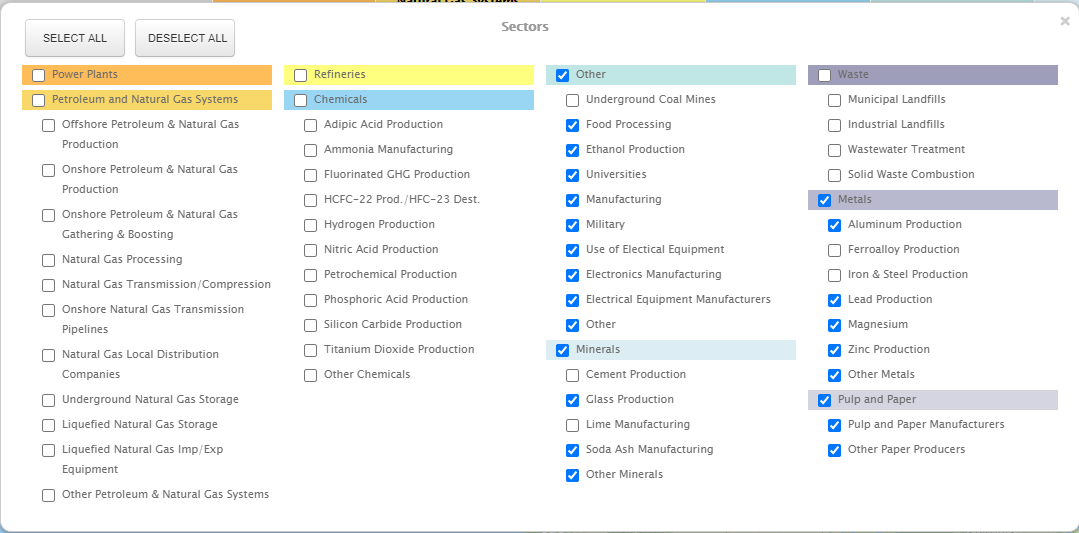 Natural Gas Systems
Sectors
×
SELECT ALL
DESELECT ALL
Power Plants
Petroleum and Natural Gas Systems
Offshore Petroleum & Natural Gas
Production
Onshore Petroleum & Natural Gas
Production
Onshore Petroleum & Natural Gas
Gathering & Boosting
Natural Gas Processing
Natural Gas Transmission/Compression
Onshore Natural Gas Transmission
Pipelines
Natural Gas Local Distribution
Companies
Underground Natural Gas Storage
Liquefied Natural Gas Storage
Liquefied Natural Gas Imp/Exp
Equipment
Other Petroleum & Natural Gas Systems
Refineries
Chemicals
Adipic Acid Production
Ammonia Manufacturing
Fluorinated GHG Production
HCFC-22 Prod./HFC-23 Dest.
Hydrogen Production
Nitric Acid Production
Petrochemical Production
Phosphoric Acid Production
Silicon Carbide Production
Titanium Dioxide Production
Other Chemicals
Other
Underground Coal Mines
Food Processing
Ethanol Production
Universities
Manufacturing
Military
Use of Electical Equipment
Electronics Manufacturing
Electrical Equipment Manufacturers
Other
Minerals
Cement Production
Glass Production
Lime Manufacturing
Soda Ash Manufacturing
Other Minerals
Waste
Municipal Landfills
Industrial Landfills
Wastewater Treatment
Solid Waste Combustion
Metals
Aluminum Production
Ferroalloy Production
Iron & Steel Production
Lead Production
Magnesium
Zinc Production
Other Metals
Pulp and Paper
Pulp and Paper Manufacturers
Other Paper Producers